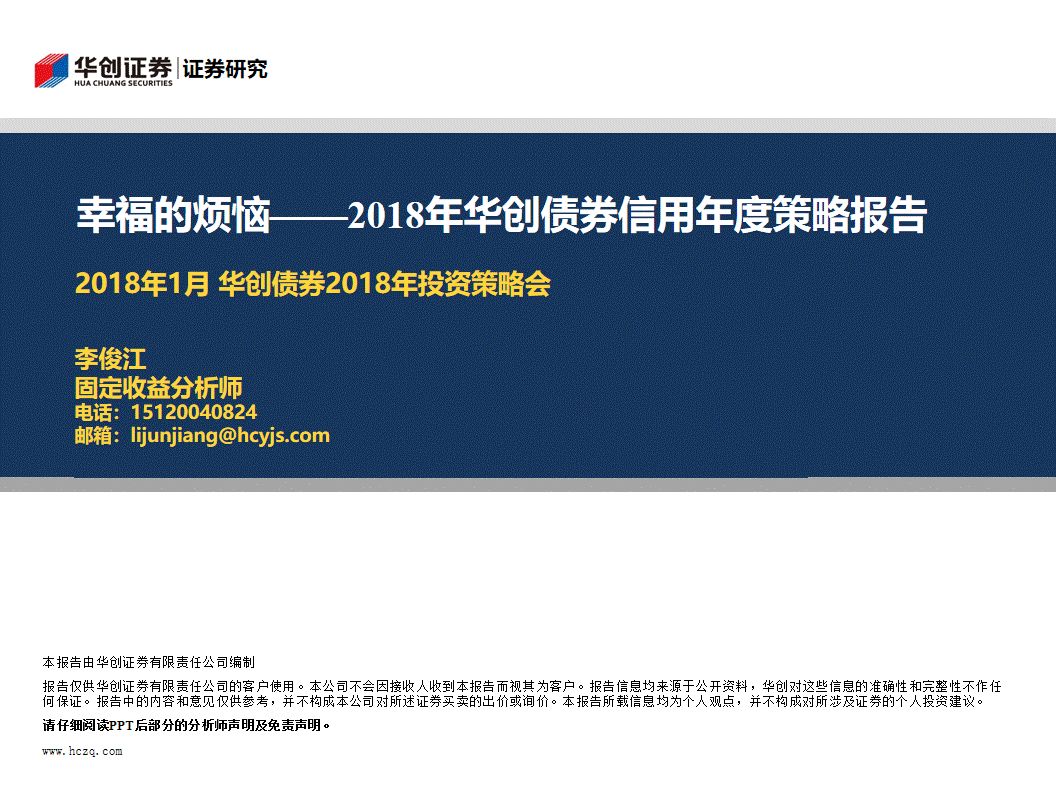 华创证券 | 证券研究
HUA CHUANG SECURITIES
幸福的烦恼——2018年华创债券信用年度策略报告
2018年1月 华创债券2018年投资策略会
李俊江
固定收益分析师
电话：15120040824
邮箱：lijunjiang@hcyjs.com
本报告由华创证券有限责任公司编制
报告仅供华创证券有限责任公司的客户使用。本公司不会因接收人收到本报告而视其为客户。报告信息均来源于公开资料，华创对这些信息的准确性和完整性不作任
何保证。报告中的内容和意见仅供参考，并不构成本公司对所述证券买卖的出价或询价。本报告所载信息均为个人观点，并不构成对所涉及证券的个人投资建议。
请仔细阅读PPT后部分的分析师声明及免责声明。
www.hczq.com